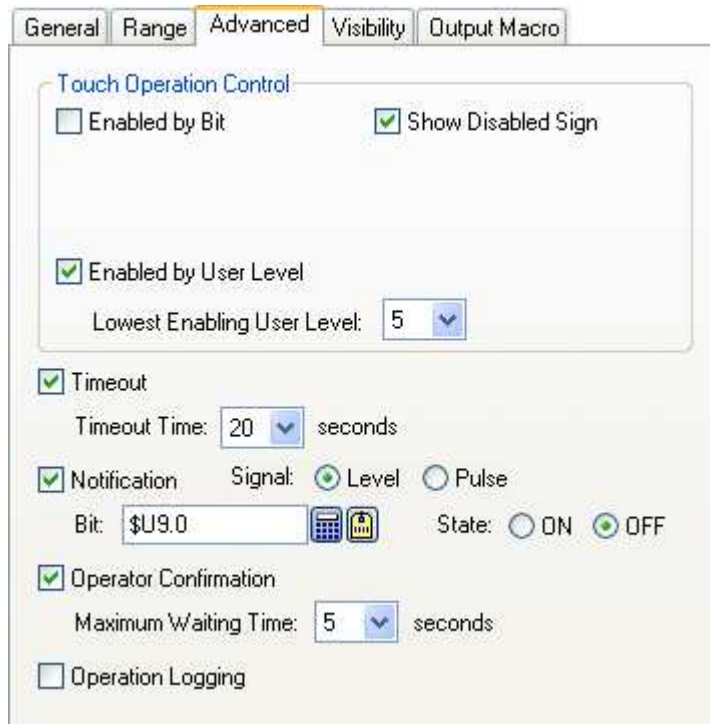 General Range Advanced Visibility Output Macro
Touch Operation Control
Enabled by Bit Show Disabled Sign
Enabled by User Level
Lowest Enabling User Level: 5
Timeout
Timeout Time: 20 seconds
Notification Signal: Level Pulse
Bit: $U9.0 State: ON OFF
Operator Confirmation
Maximum Waiting Time: 5 seconds
Operation Logging